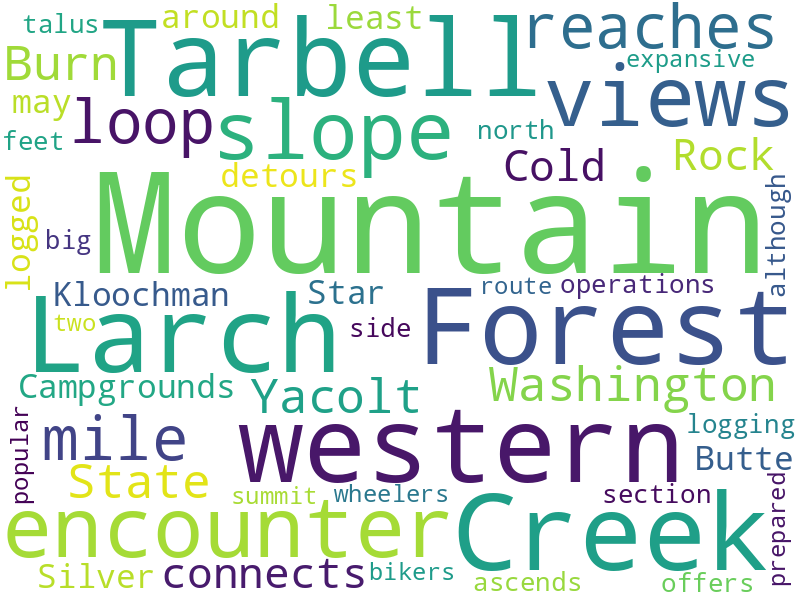 talus
around
least
reaches
Tarbell
Burn
expansive
views
may
loop
slope
north
feet
Cold
Rock
detours
Mountain
logged
although
big
Kloochman
Star
route
operations
Larch
Forest
two
side
Campgrounds
Yacolt
Washington
popular
mile
western
logging
State
Butte
summit
wheelers
section
prepared
encounter
Creek
Silver
connects
bikers
ascends
offers